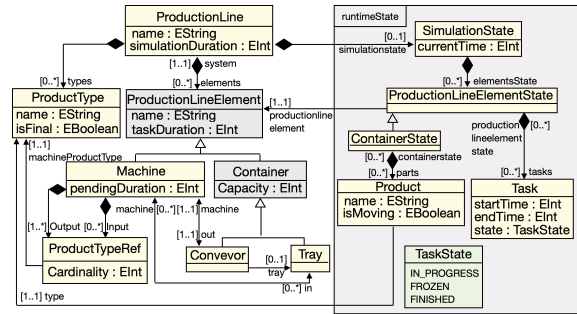 ProductionLine
name : EString
simulationDuration : EInt
runtimeState
SimulationState
currentTime : EInt
[0..1]
simulationstate
[1..1] system
[0..*] types
[0..*] elements
[0..*] elementsState
ProductType
name : EString
isFinal : EBoolean
ProductionLineElement
name : EString
taskDuration : EInt
[1..1]
productionline
element
ProductionLineElementState
[1..1]
machineProductType
ContainerState
production
lineelement
state
[0..*]
Machine
pendingDuration : EInt
Container
Capacity : EInt
[0..*] containerstate
[0..*] parts
[0..*] tasks
Product
name : EString
isMoving : EBoolean
Task
startTime : EInt
endTime : EInt
state : TaskState
machine [0..*]
[1..1] machine
[1..*] Output
[0..*] Input
[1..1] out
ProductTypeRef
Cardinality : EInt
Conveyor
[0..1]
tray
Tray
[0..*] in
[1..1] type
TaskState
IN_PROGRESS
FROZEN
FINISHED